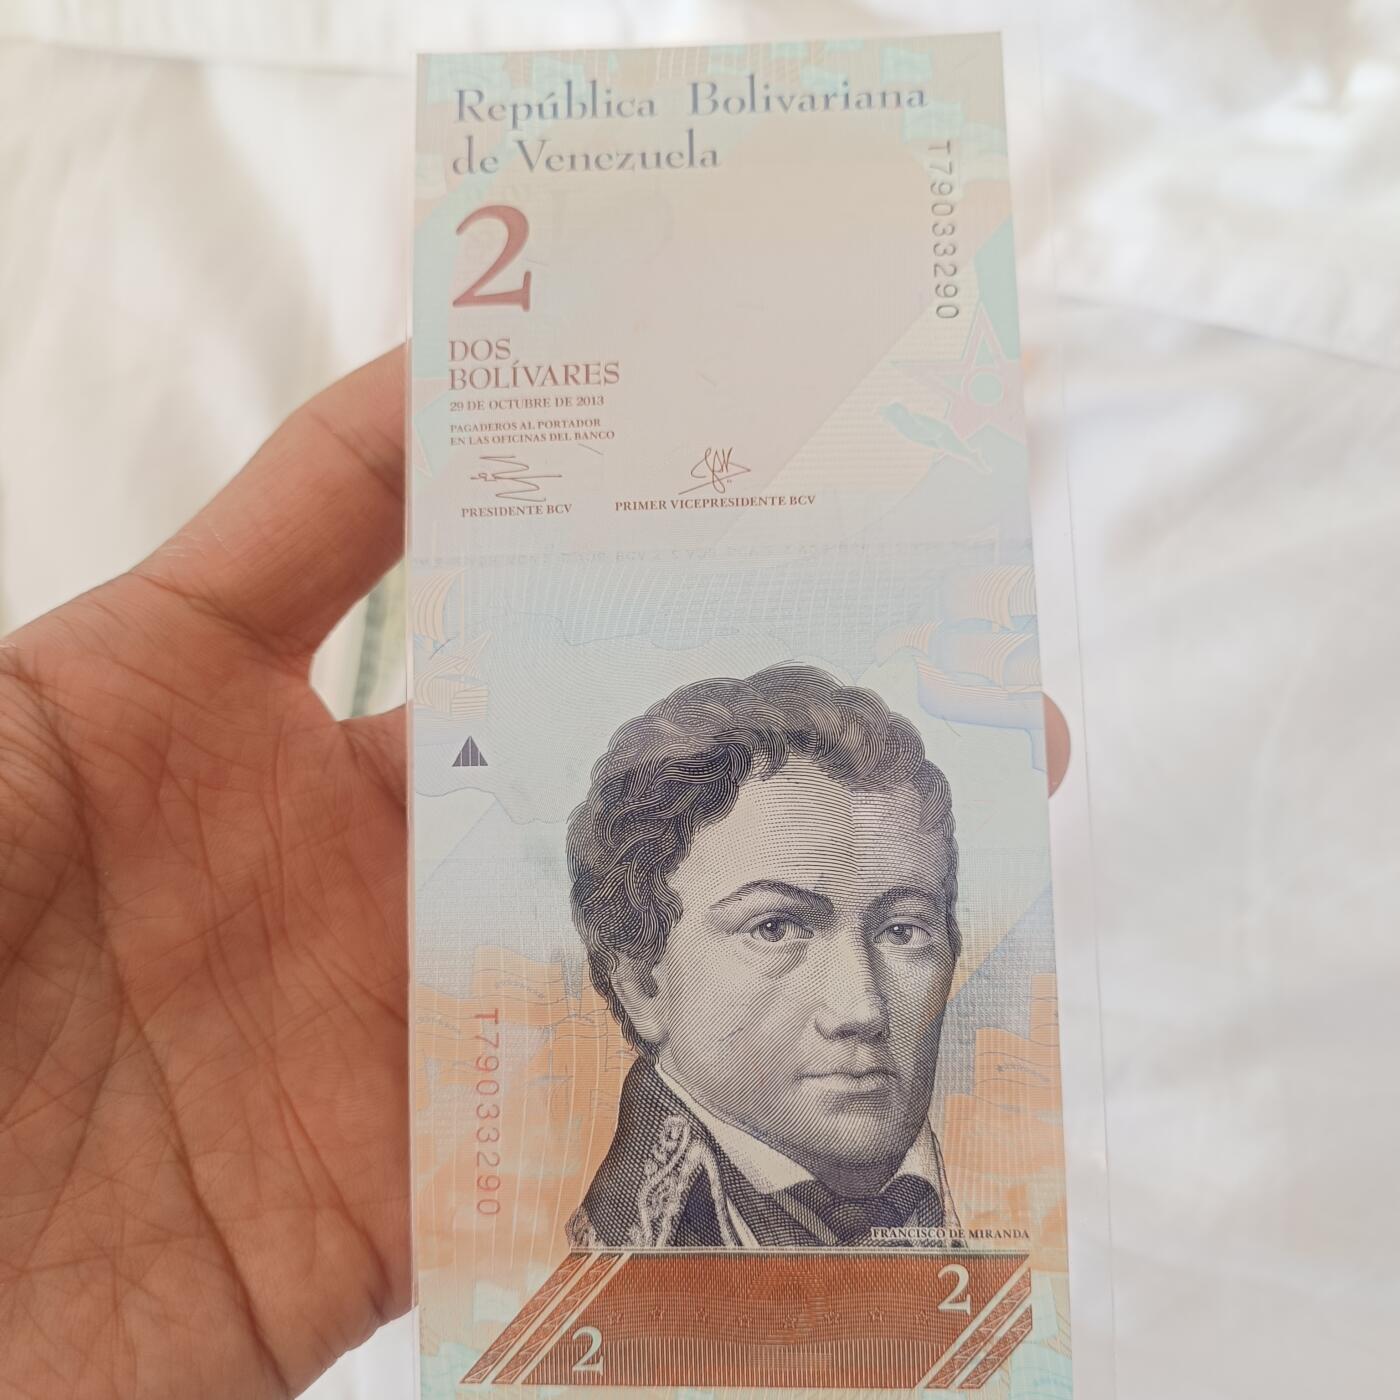 República Bolivariana
de Venezuela
T79033290
2
DOS
BOLÍVARES
29 DE OCTUBRE DE 2013
PAGADEROS AL PORTADOR
EN LAS OFICINAS DEL BANCO
PRESIDENTE BCV
PRIMER VICEPRESIDENTE BCV
T79033290
FRANCISCO DE MIRANDA
2
2